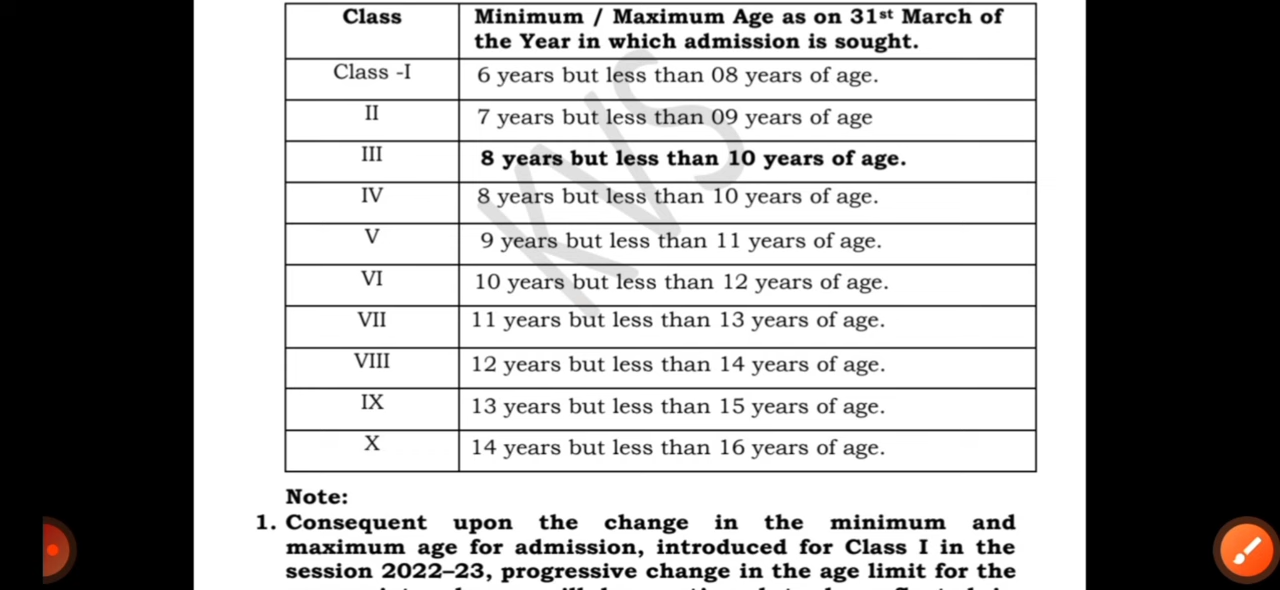 Class Minimum / Maximum Age as on 31st March of
the Year in which admission is sought.
Class -I 6 years but less than 08 years of age.
II 7 years but less than 09 years of age
III 8 years but less than 10 years of age.
IV 8 years but less than 10 years of age.
V 9 years but less than 11 years of age.
VI 10 years but less than 12 years of age.
VII 11 years but less than 13 years of age.
VIII 12 years but less than 14 years of age.
IX 13 years but less than 15 years of age.
X 14 years but less than 16 years of age.
KVS
Note:
1. Consequent upon the change in the minimum and
maximum age for admission, introduced for Class I in the
session 2022–23, progressive change in the age limit for the